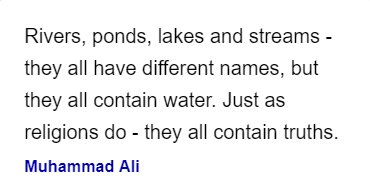 Rivers, ponds, lakes and streams -
they all have different names, but
they all contain water. Just as
religions do - they all contain truths.
Muhammad Ali